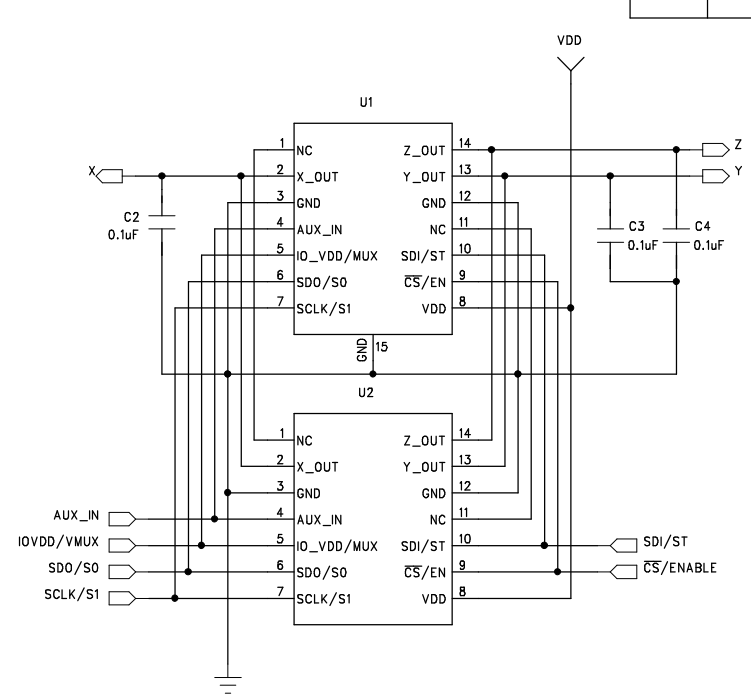 VDD
U1
1 NC Z_OUT 14 Z
X 2 X_OUT Y_OUT 13 Y
3 GND GND 12
C2 4 AUX_IN NC 11 C3 C4
0.1uF 0.1uF 0.1uF
5 IO_VDD/MUX SDI/ST 10
6 SDO/S0 CS/EN 9
7 SCLK/S1 VDD 8
GND 15
U2
1 NC Z_OUT 14
2 X_OUT Y_OUT 13
3 GND GND 12
AUX_IN 4 AUX_IN NC 11
IOVDD/VMUX 5 IO_VDD/MUX SDI/ST 10 SDI/ST
SDO/S0 6 SDO/S0 CS/EN 9 CS/ENABLE
SCLK/S1 7 SCLK/S1 VDD 8